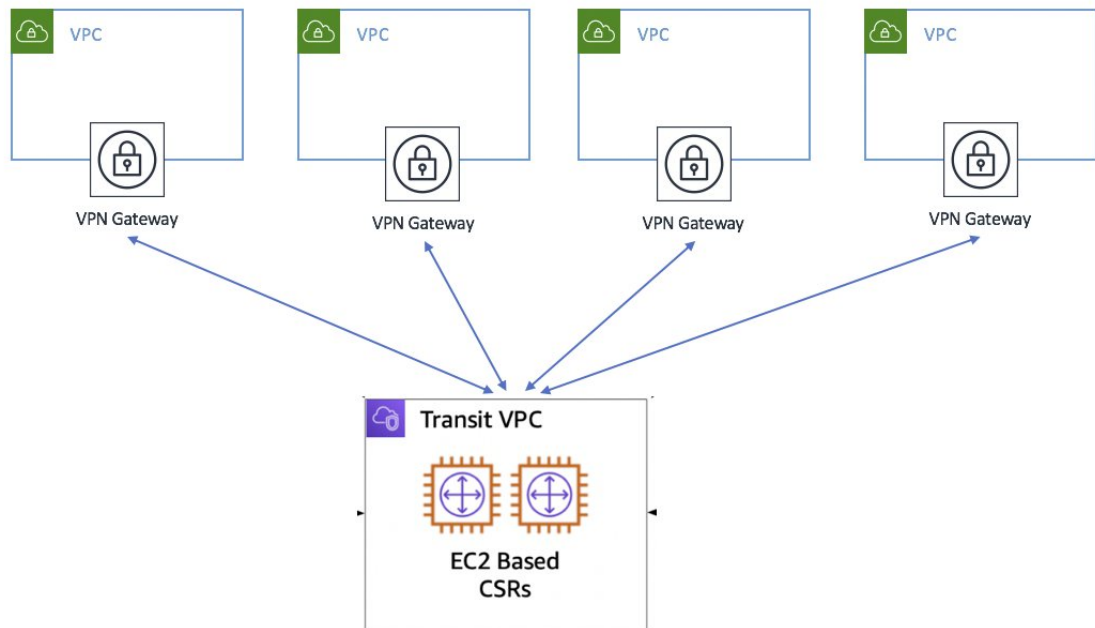 VPC
VPC
VPC
VPC
VPN Gateway
VPN Gateway
VPN Gateway
VPN Gateway
Transit VPC
EC2 Based
CSRs